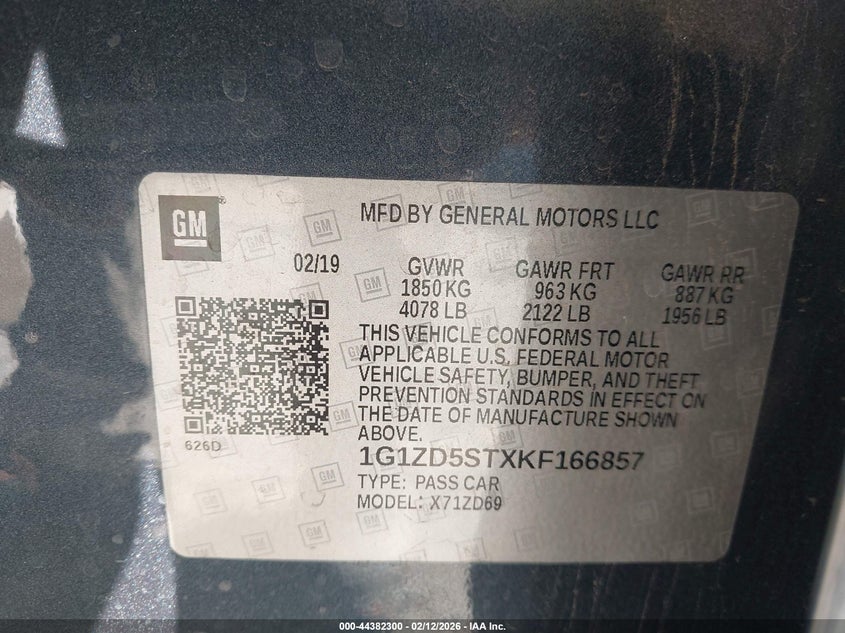 GM
MFD BY GENERAL MOTORS LLC
02/19 GVWR GAWR FRT GAWR RR
1850 KG 963 KG 887 KG
4078 LB 2122 LB 1956 LB
THIS VEHICLE CONFORMS TO ALL
APPLICABLE U.S. FEDERAL MOTOR
VEHICLE SAFETY, BUMPER, AND THEFT
PREVENTION STANDARDS IN EFFECT ON
THE DATE OF MANUFACTURE SHOWN
ABOVE.
626D
1G1ZD5STXKF166857
TYPE: PASS CAR
MODEL: X71ZD69
000-44382300 - 02/12/2026 - IAA Inc.